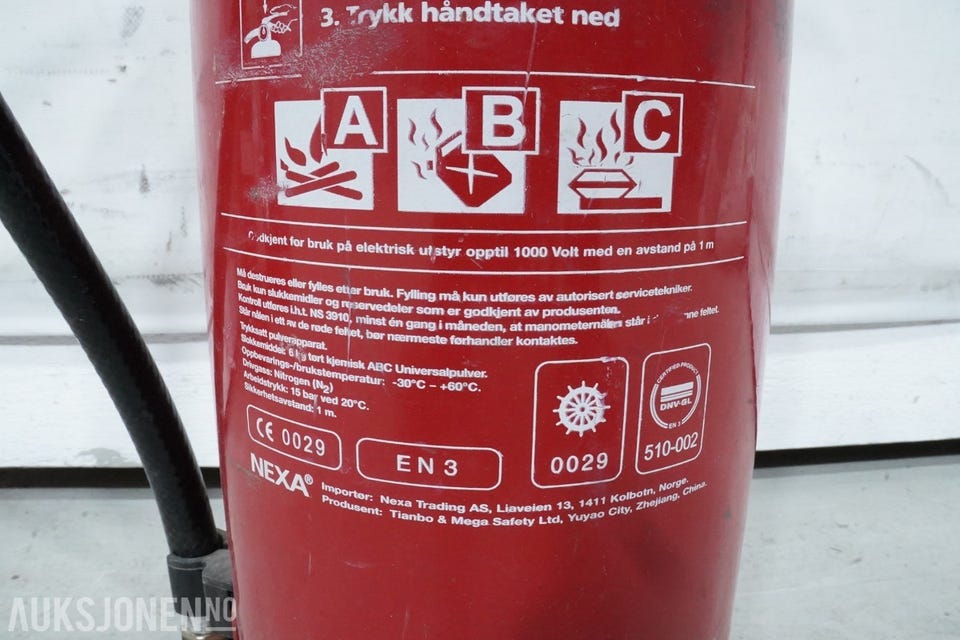 3. Trykk håndtaket ned
A B C
Godkjent for bruk på elektrisk utstyr opptil 1000 Volt med en avstand på 1 m
Må destrueres eller fylles etter bruk. Fylling må kun utføres av autorisert servicetekniker.
Bruk kun slukkemidler og reservedeler som er godkjent av produsenten.
Kontroll utføres i.h.t. NS 3910, minst én gang i måneden, at manometernålen står i feltet.
Står nålen i ett av de røde feltet, bør nærmeste førhandler kontaktes.
Trykksatt pulverapparat.
Slokkemiddel: 6 kg tørt kjemisk ABC Universalpulver.
Oppbevarings-/brukstemperatur: -30°C – +60°C.
Drivgass: Nitrogen (N₂)
Arbeidstrykk: 15 bar ved 20°C.
Sikkerhetsavstand: 1 m.
CE 0029
EN 3
0029
CERTIFIED PRODUCT
DNV·GL
EN 3
510-002
NEXA®
Importør: Nexa Trading AS, Liaveien 13, 1411 Kolbotn, Norge.
Produsent: Tianbo & Mega Safety Ltd, Yuyao City, Zhejiang, China.
AUKSJONEN.NO